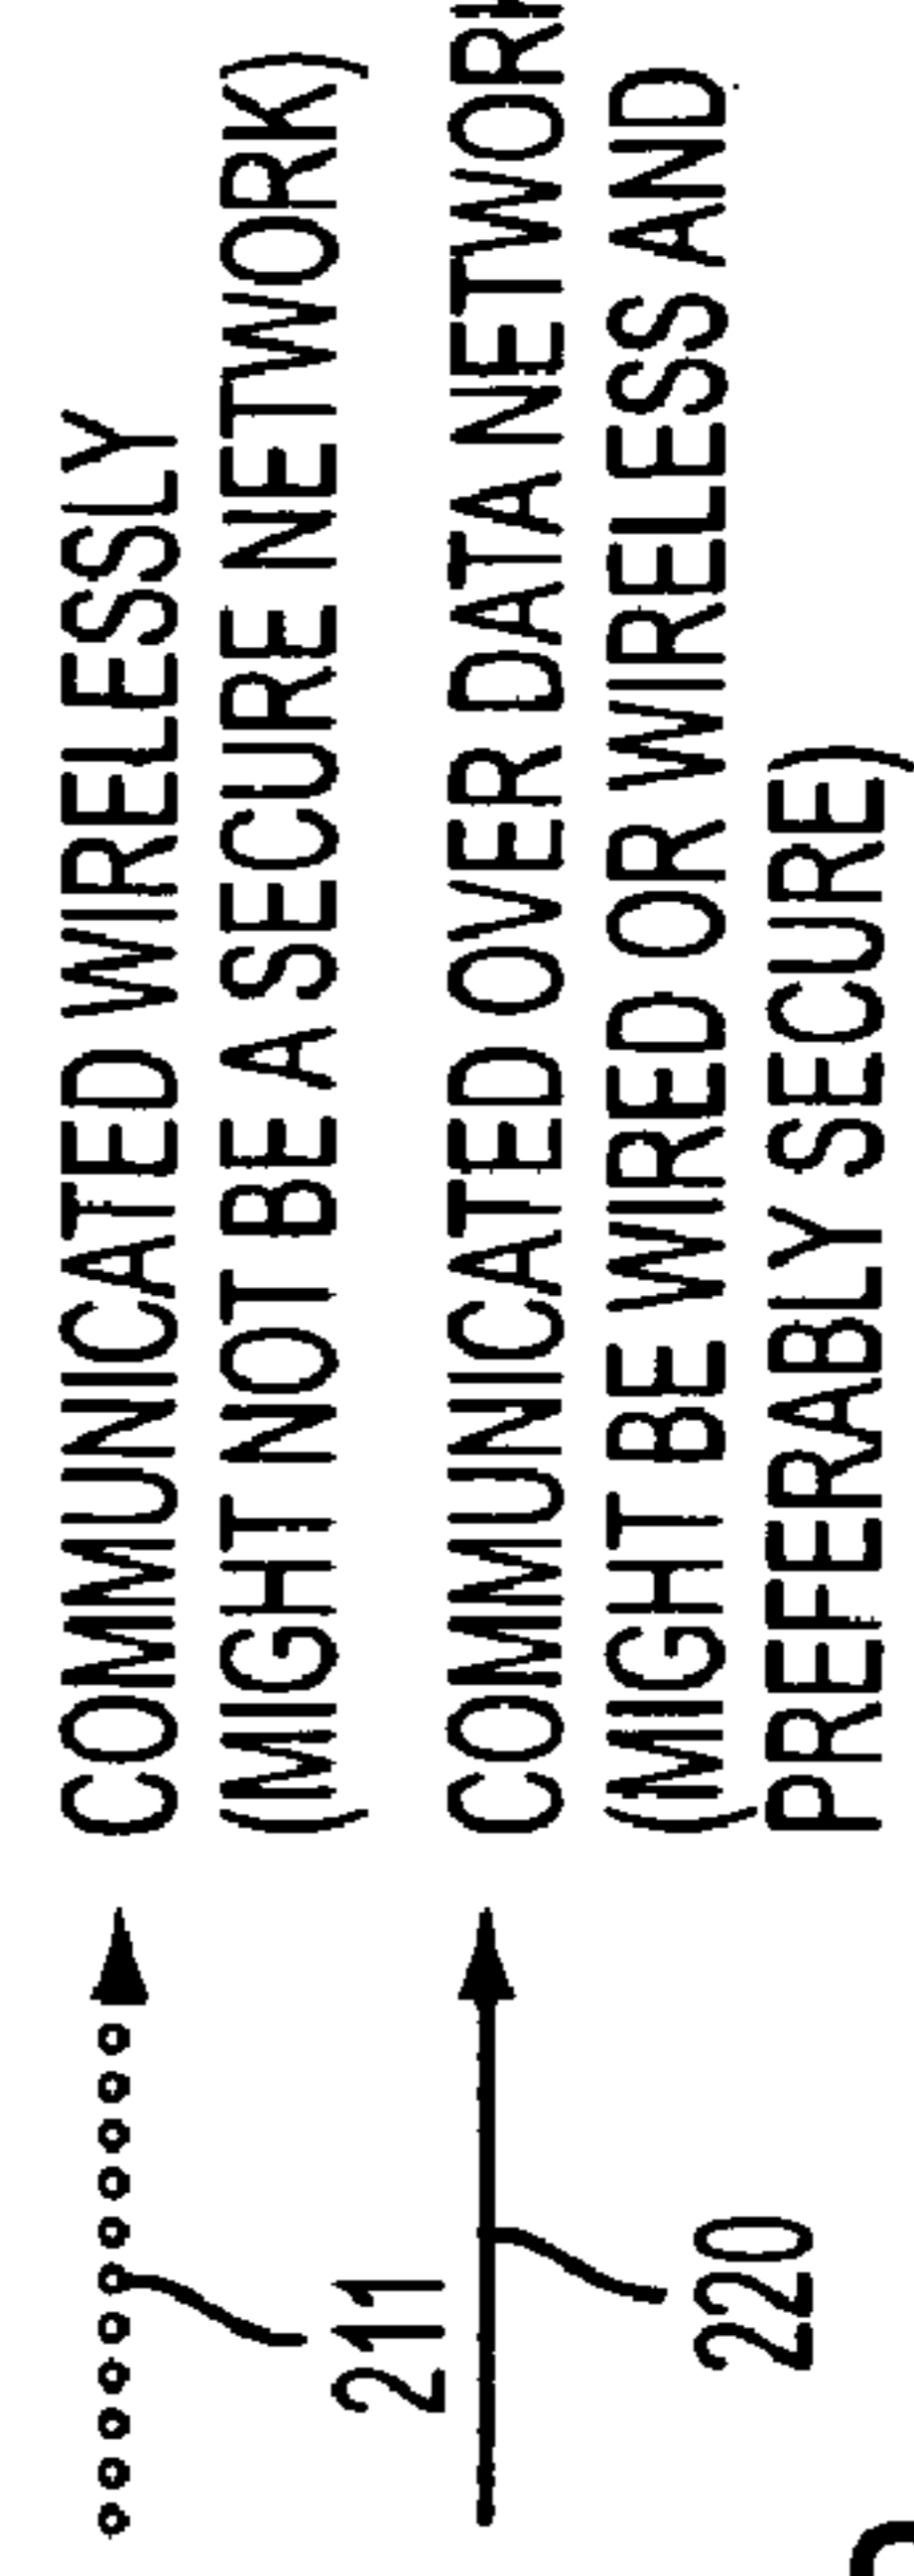 COMMUNICATED WIRELESSLY
(MIGHT NOT BE A SECURE NETWORK)
211
COMMUNICATED OVER DATA NETWORK
(MIGHT BE WIRED OR WIRELESS AND
PREFERABLY SECURE)
220